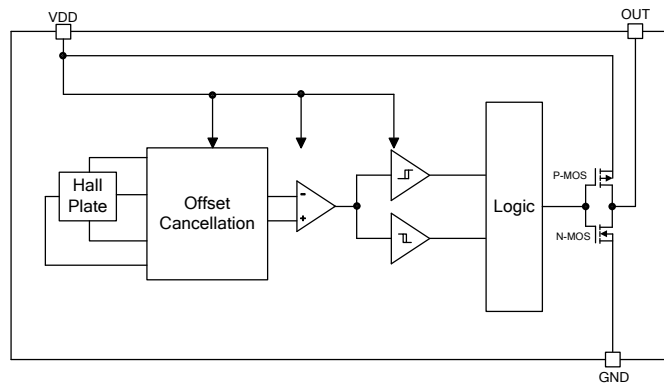 VDD
OUT
Hall
Plate
Offset
Cancellation
-
+
Logic
P-MOS
N-MOS
GND